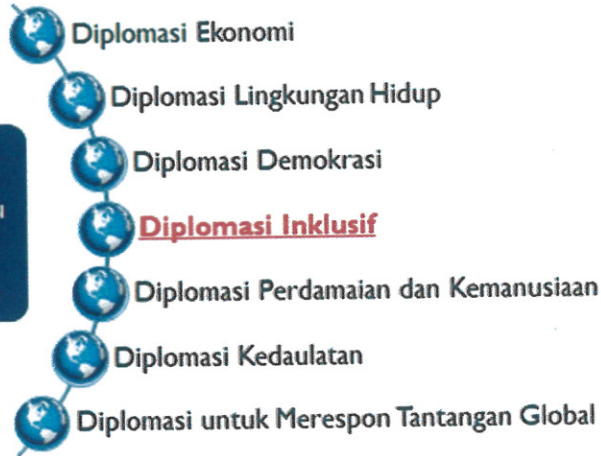 Diplomasi Ekonomi
Diplomasi Lingkungan Hidup
Diplomasi Demokrasi
Diplomasi Inklusif
Diplomasi Perdamaian dan Kemanusiaan
Diplomasi Kedaulatan
Diplomasi untuk Merespon Tantangan Global